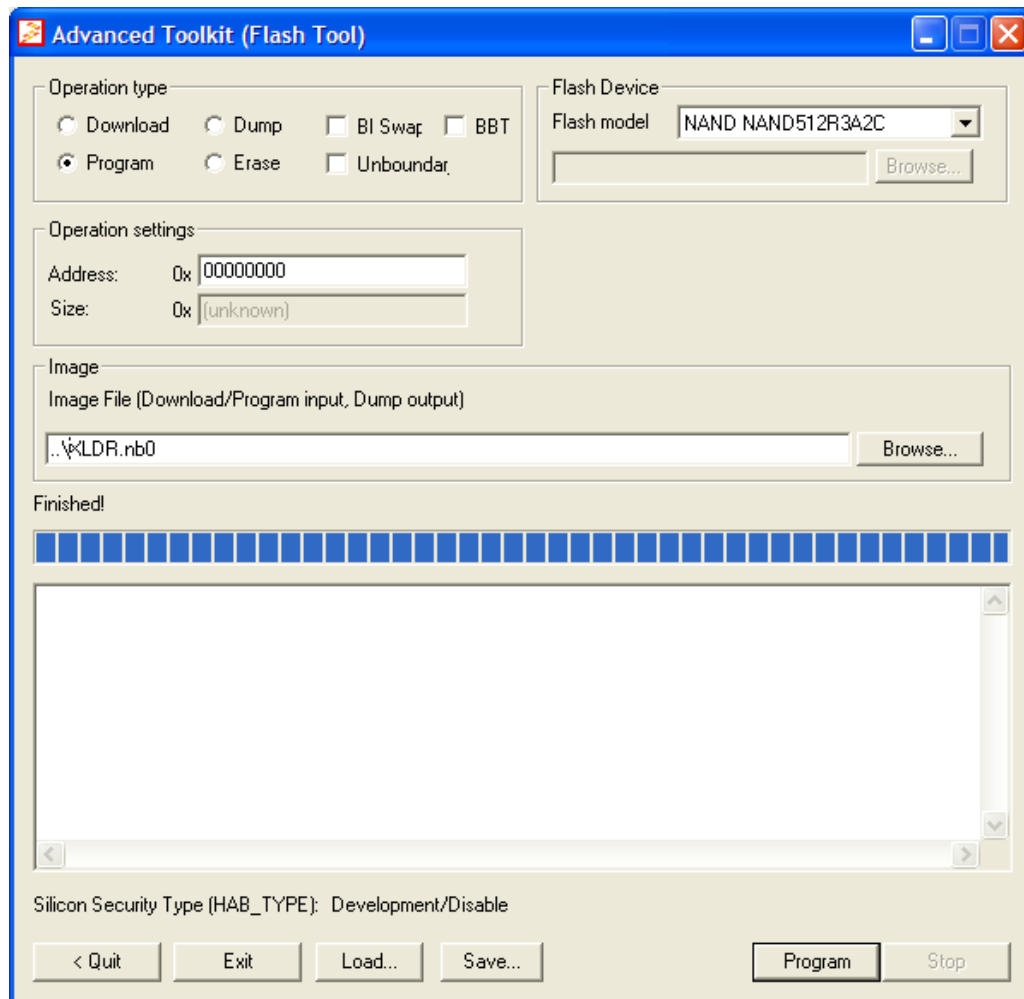 Advanced Toolkit (Flash Tool)
Operation type
Download Dump BI Swap BBT
Program Erase Unboundar
Flash Device
Flash model NAND NAND512R3A2C
Browse...
Operation settings
Address: 0x 00000000
Size: 0x (unknown)
Image
Image File (Download/Program input, Dump output)
Browse...
Finished!
Silicon Security Type (HAB_TYPE): Development/Disable
< Quit Exit Load... Save... Program Stop